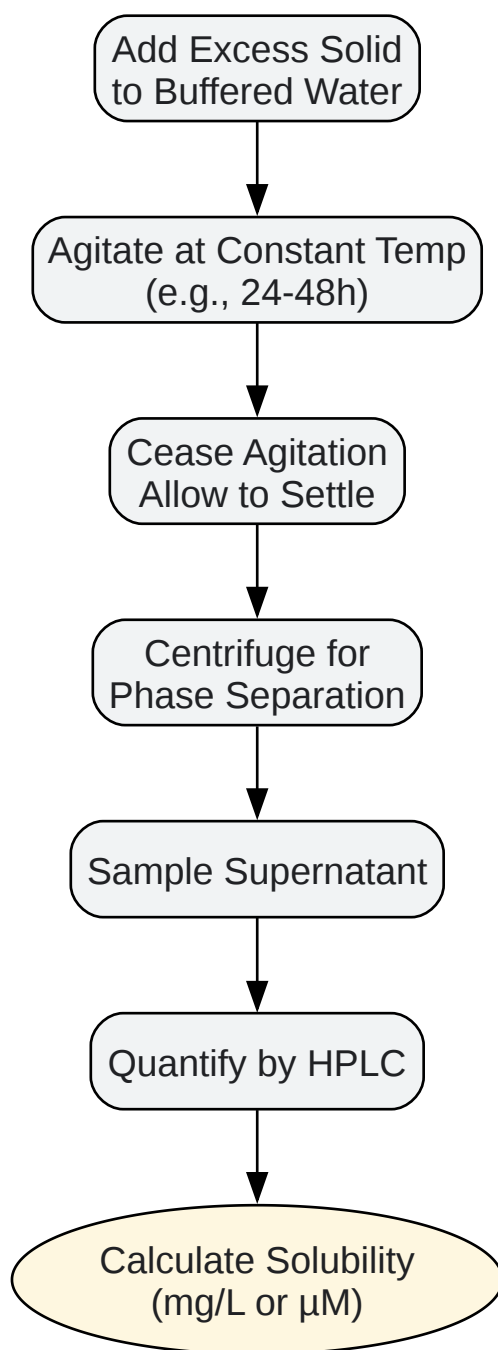 Add Excess Solid
to Buffered Water
Agitate at Constant Temp
(e.g., 24-48h)
Cease Agitation
Allow to Settle
Centrifuge for
Phase Separation
Sample Supernatant
Quantify by HPLC
Calculate Solubility
(mg/L or µM)